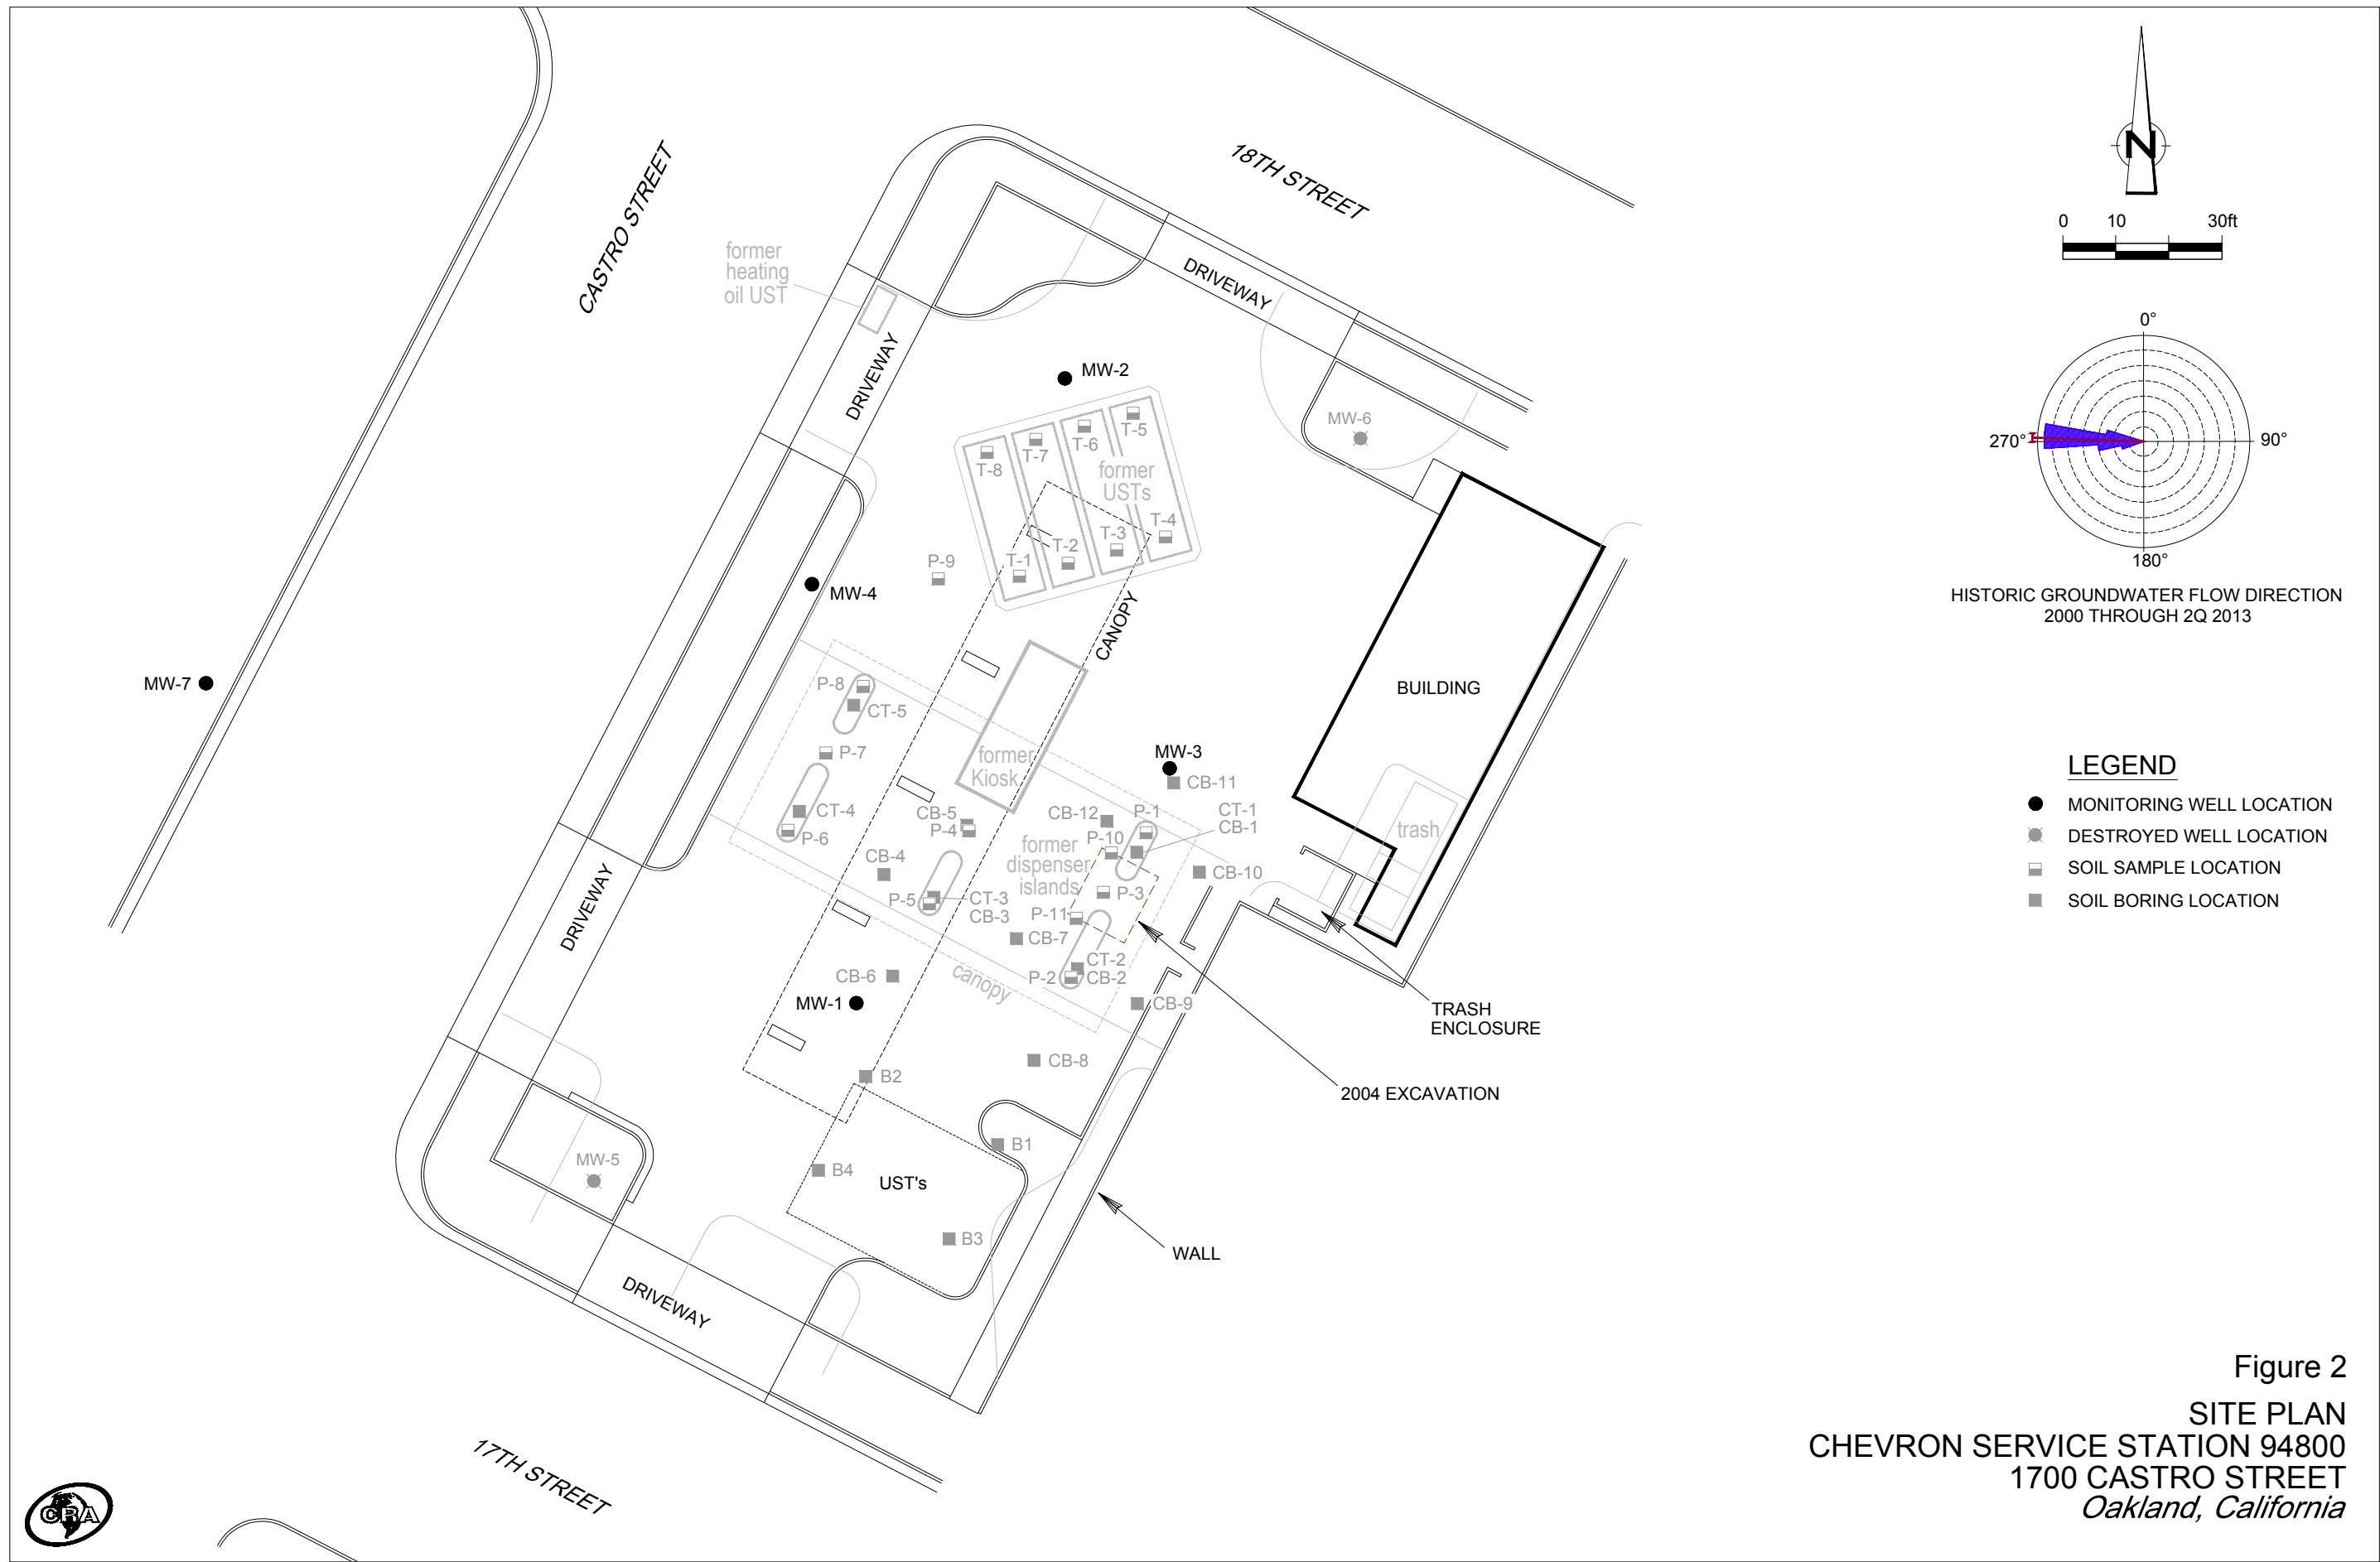 18TH STREET
CASTRO STREET
former
heating
oil UST
DRIVEWAY
DRIVEWAY
MW-2
MW-6
T-5
T-6
T-7
T-8
former
USTs
T-4
T-3
T-2
T-1
P-9
MW-4
CANOPY
MW-7
BUILDING
P-8
CT-5
P-7
former
Kiosk
MW-3
CB-11
CT-4
P-6
CB-5
P-4
CB-12
P-1
CT-1
CB-1
P-10
trash
CB-4
former
dispenser
islands
CB-10
P-5
CT-3
CB-3
P-3
P-11
CB-7
DRIVEWAY
CB-6
canopy
CT-2
P-2
CB-2
MW-1
CB-9
TRASH
ENCLOSURE
CB-8
B2
2004 EXCAVATION
B1
MW-5
B4
UST's
B3
WALL
DRIVEWAY
17TH STREET
CRA
N
0 10 30ft
0°
270°
90°
180°
HISTORIC GROUNDWATER FLOW DIRECTION
2000 THROUGH 2Q 2013
LEGEND
MONITORING WELL LOCATION
DESTROYED WELL LOCATION
SOIL SAMPLE LOCATION
SOIL BORING LOCATION
Figure 2
SITE PLAN
CHEVRON SERVICE STATION 94800
1700 CASTRO STREET
Oakland, California